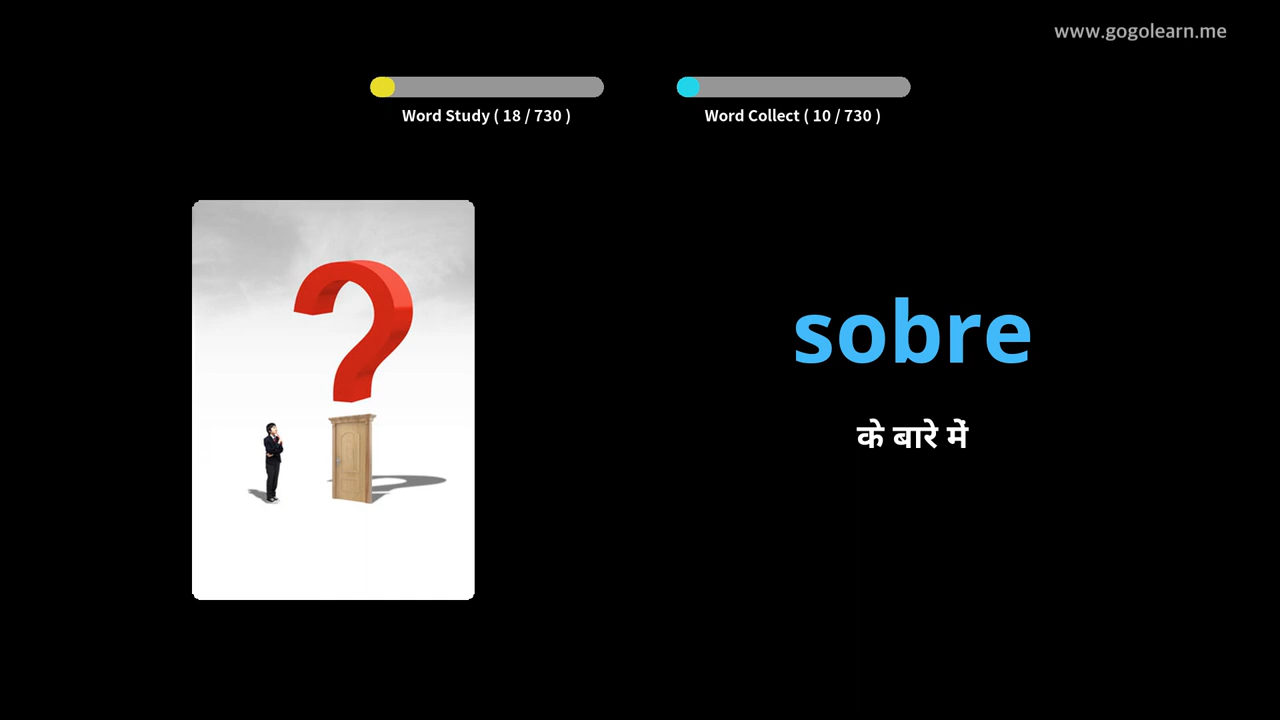 www.gogolearn.me
Word Study ( 18 / 730 )
Word Collect ( 10 / 730 )
sobre
के बारे में